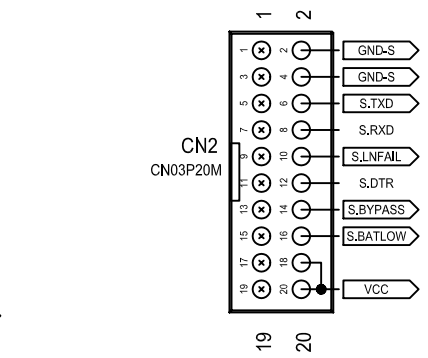 1 2
1 2 GND-S
3 4 GND-S
5 6 S.TXD
7 8 S.RXD
CN2
CN03P20M
9 10 S.LNFAIL
11 12 S.DTR
13 14 S.BYPASS
15 16 S.BATLOW
17 18
19 20 VCC
19 20